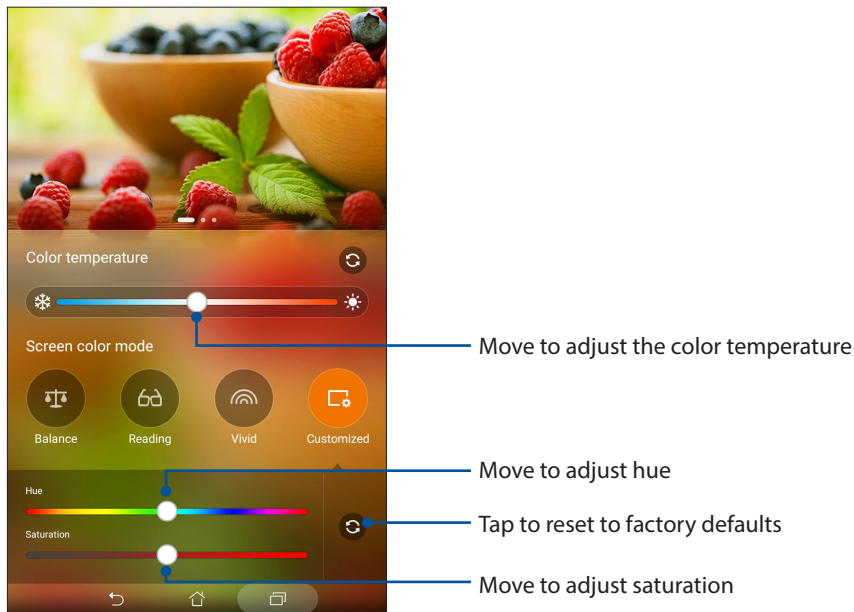 Color temperature
Move to adjust the color temperature
Screen color mode
Balance
Reading
Vivid
Customized
Move to adjust hue
Hue
Tap to reset to factory defaults
Saturation
Move to adjust saturation